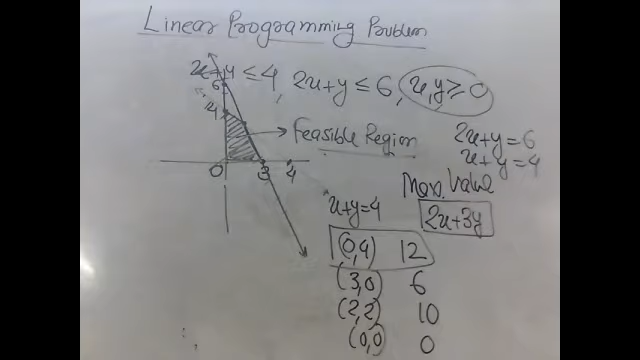 Linear Programming Problem
x+y ≤ 4, 2x+y ≤ 6, x,y ≥ 0
6
4
Feasible Region
0 3 4
2x+y=6
x+y=4
Max. Value
2x+3y
x+y=4
(0,4) 12
(3,0) 6
(2,2) 10
(0,0) 0